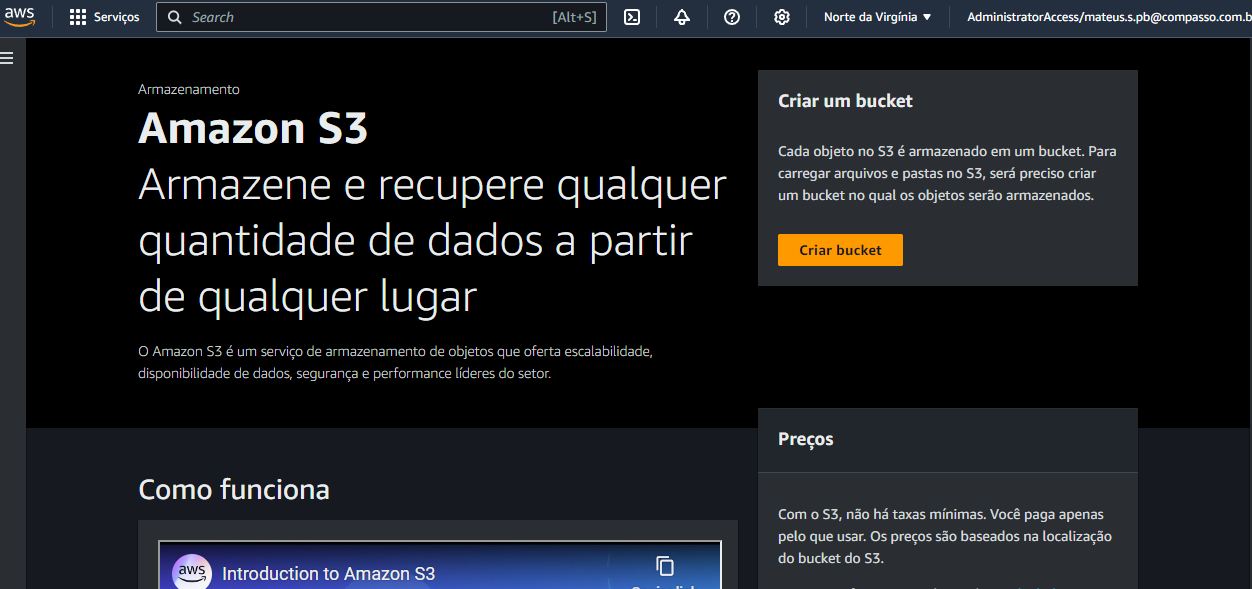 aws Serviços Search [Alt+S] Norte da Virgínia AdministratorAccess/mateus.s.pb@compasso.com.b
Armazenamento
Amazon S3
Armazene e recupere qualquer
quantidade de dados a partir
de qualquer lugar
O Amazon S3 é um serviço de armazenamento de objetos que oferta escalabilidade,
disponibilidade de dados, segurança e performance líderes do setor.
Criar um bucket
Cada objeto no S3 é armazenado em um bucket. Para
carregar arquivos e pastas no S3, será preciso criar
um bucket no qual os objetos serão armazenados.
Criar bucket
Como funciona
aws Introduction to Amazon S3
Preços
Com o S3, não há taxas mínimas. Você paga apenas
pelo que usar. Os preços são baseados na localização
do bucket do S3.